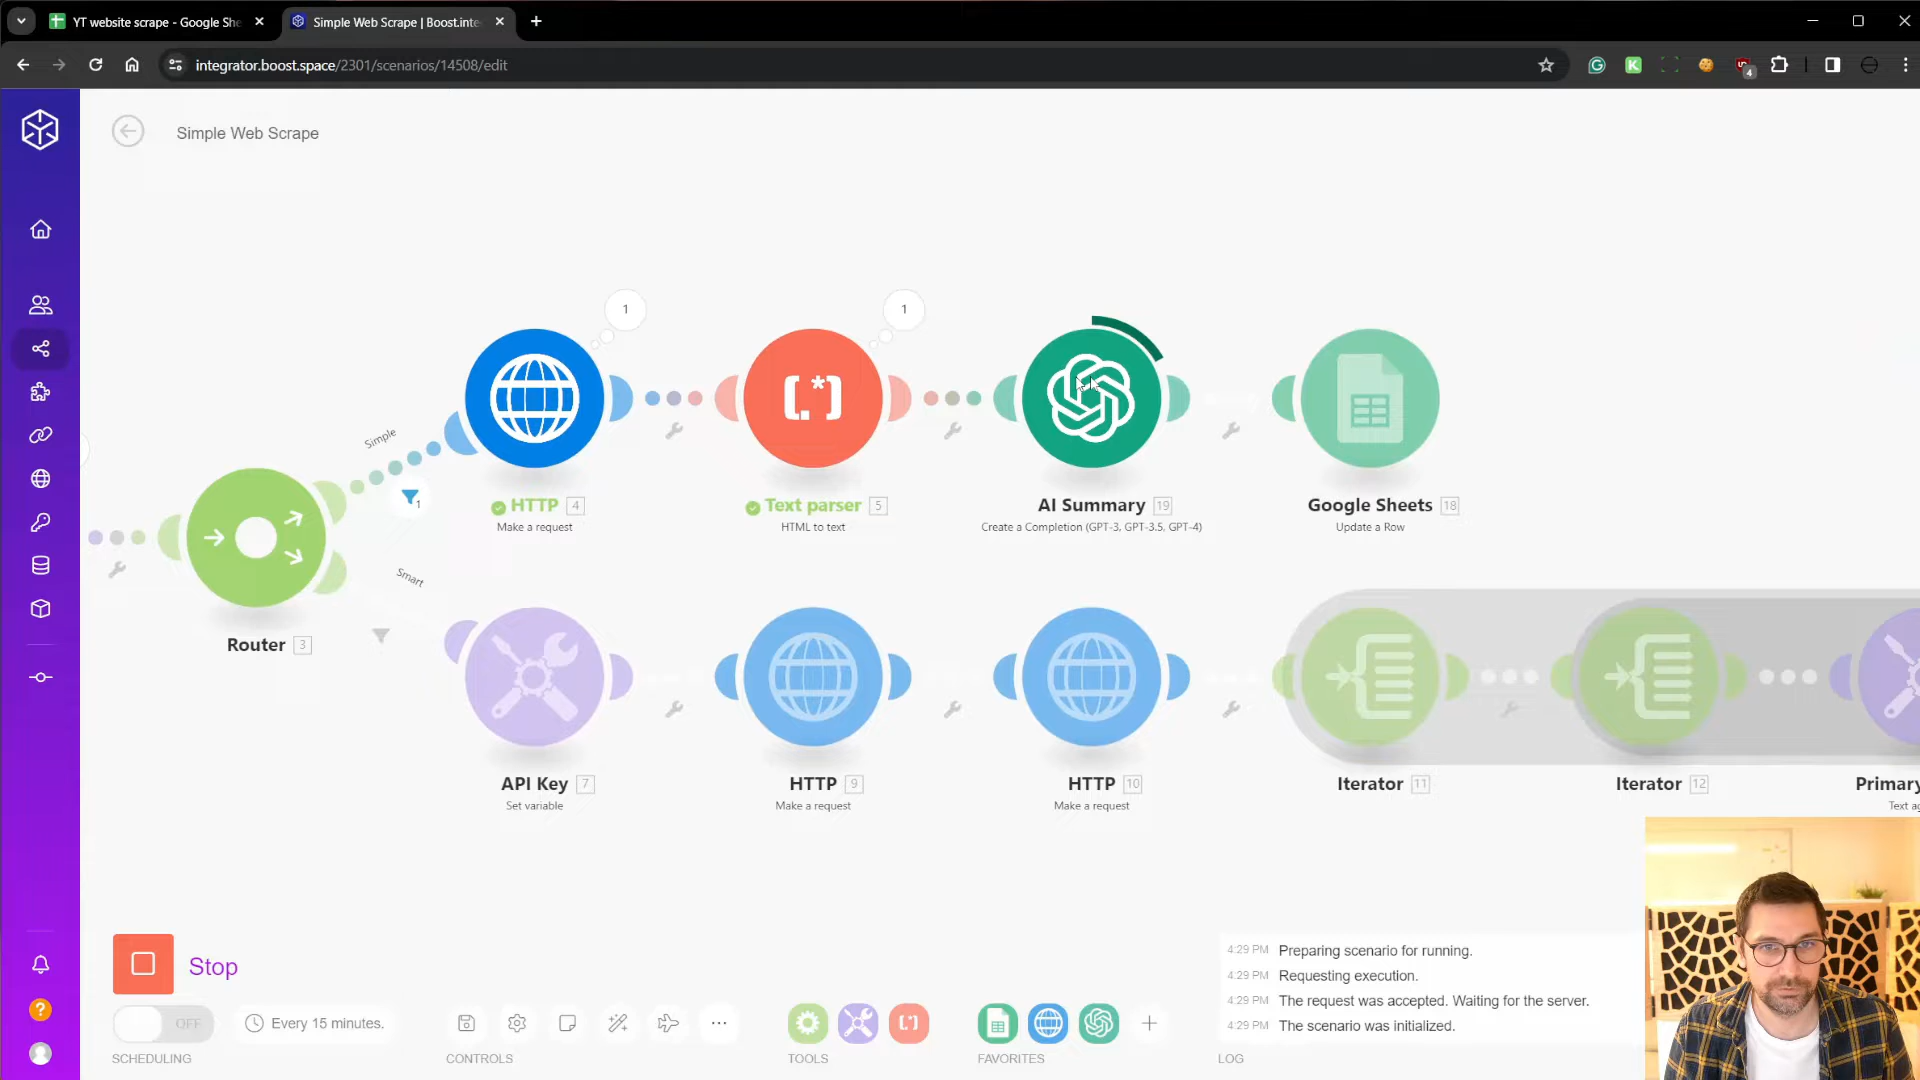 YT website scrape - Google She
Simple Web Scrape | Boost.inte
integrator.boost.space/2301/scenarios/14508/edit
4
Simple Web Scrape
1
1
Simple
1
HTTP 4
Make a request
Text parser 5
HTML to text
AI Summary 19
Create a Completion (GPT-3, GPT-3.5, GPT-4)
Google Sheets 18
Update a Row
Smart
Router 3
API Key 7
Set variable
HTTP 9
Make a request
HTTP 10
Make a request
Iterator 11
Iterator 12
Primary
Text ag
Stop
OFF
Every 15 minutes.
SCHEDULING
CONTROLS
TOOLS
FAVORITES
4:29 PM Preparing scenario for running.
4:29 PM Requesting execution.
4:29 PM The request was accepted. Waiting for the server.
4:29 PM The scenario was initialized.
LOG